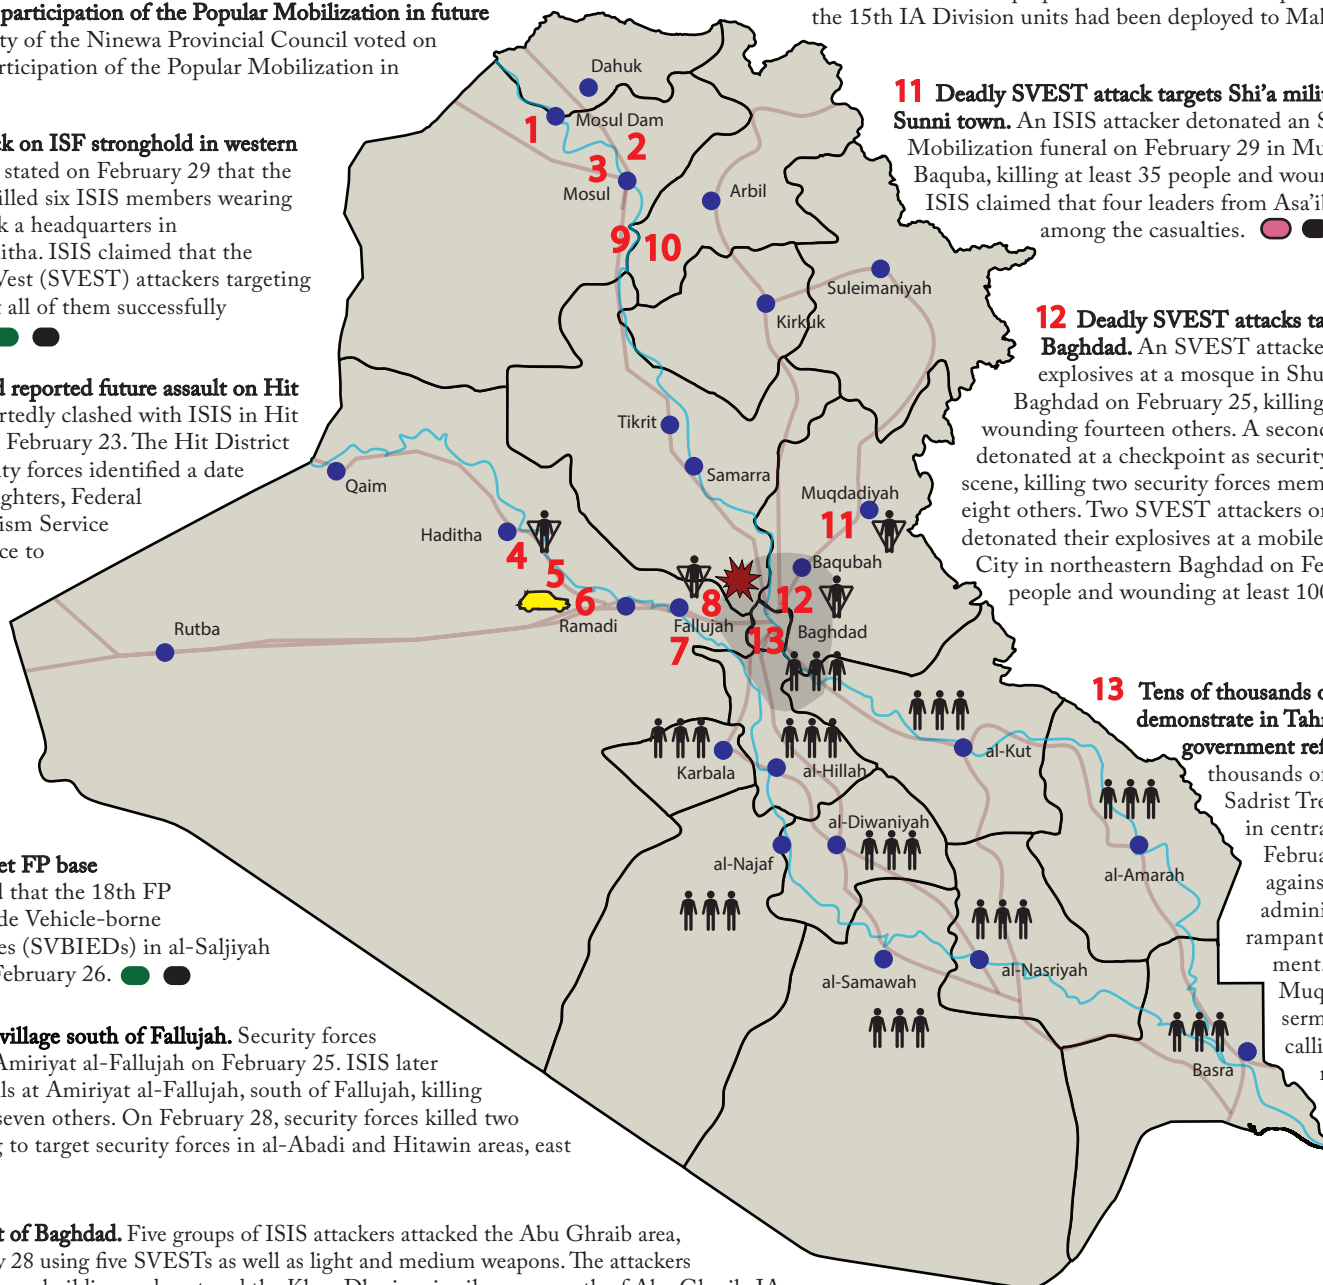 participation of the Popular Mobilization in future
ty of the Ninewa Provincial Council voted on
rticipation of the Popular Mobilization in
ck on ISF stronghold in western
stated on February 29 that the
illed six ISIS members wearing
k a headquarters in
ditha. ISIS claimed that the
Vest (SVEST) attackers targeting
t all of them successfully
d reported future assault on Hit
rtedly clashed with ISIS in Hit
February 23. The Hit District
ity forces identified a date
ghters, Federal
rism Service
ce to
et FP base
d that the 18th FP
de Vehicle-borne
es (SVBIEDs) in al-Saljiyah
February 26.
village south of Fallujah. Security forces
Amiriyat al-Fallujah on February 25. ISIS later
ls at Amiriyat al-Fallujah, south of Fallujah, killing
seven others. On February 28, security forces killed two
g to target security forces in al-Abadi and Hitawin areas, east
t of Baghdad. Five groups of ISIS attackers attacked the Abu Ghraib area,
y 28 using five SVESTs as well as light and medium weapons. The attackers
Dahuk
Mosul Dam
1
2
3
Mosul
Arbil
9
10
Suleimaniyah
Kirkuk
Tikrit
Samarra
Qaim
Muqdadiyah
11
Haditha
4
5
Baqubah
6
8
12
Ramadi
Fallujah
Baghdad
Rutba
7
13
al-Kut
Karbala
al-Hillah
al-Diwaniyah
al-Najaf
al-Amarah
al-Samawah
al-Nasriyah
Basra
the 15th IA Division units had been deployed to Mak
11 Deadly SVEST attack targets Shi’a milit
Sunni town. An ISIS attacker detonated an S
Mobilization funeral on February 29 in Mu
Baquba, killing at least 35 people and woun
ISIS claimed that four leaders from Asa’ib
among the casualties.
12 Deadly SVEST attacks ta
Baghdad. An SVEST attacke
explosives at a mosque in Shu
Baghdad on February 25, killing
wounding fourteen others. A second
detonated at a checkpoint as security
scene, killing two security forces mem
eight others. Two SVEST attackers on
detonated their explosives at a mobile
City in northeastern Baghdad on Fe
people and wounding at least 100
13 Tens of thousands o
demonstrate in Tahr
government ref
thousands of
Sadrist Tre
in centra
Februa
agains
admini
rampant
ment.
Muq
serm
calli